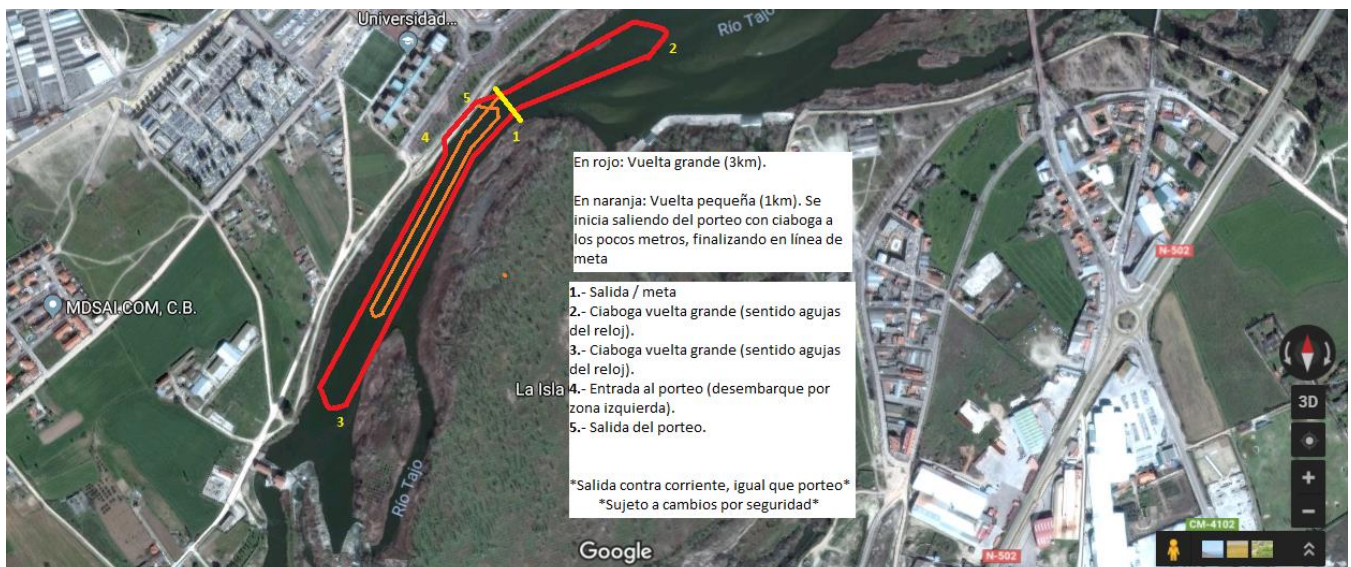 Universidad...
Río Tajo
2
5
4
1
En rojo: Vuelta grande (3km).
En naranja: Vuelta pequeña (1km). Se
inicia saliendo del porteo con ciaboga a
los pocos metros, finalizando en línea de
meta
N-502
MDSAI.COM, C.B.
1.- Salida / meta
2.- Ciaboga vuelta grande (sentido agujas
del reloj).
3.- Ciaboga vuelta grande (sentido agujas
del reloj).
4.- Entrada al porteo (desembarque por
zona izquierda).
5.- Salida del porteo.
*Salida contra corriente, igual que porteo*
*Sujeto a cambios por seguridad*
La Isla
3
Río Tajo
3D
+
−
CM-4102
N-502
Google